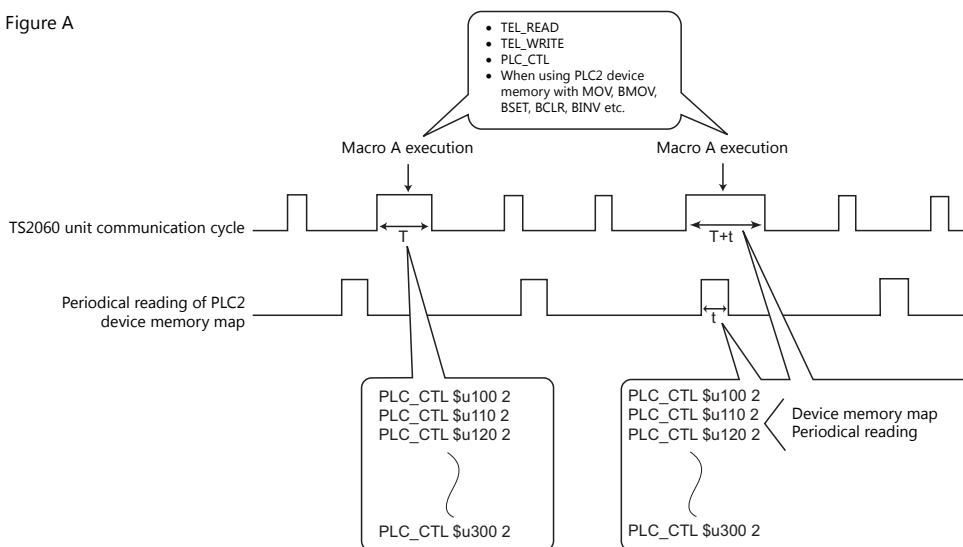 Figure A
• TEL_READ
• TEL_WRITE
• PLC_CTL
• When using PLC2 device
memory with MOV, BMOV,
BSET, BCLR, BINV etc.
Macro A execution
Macro A execution
TS2060 unit communication cycle
T
T+t
Periodical reading of PLC2
device memory map
t
PLC_CTL $u100 2
PLC_CTL $u110 2
PLC_CTL $u120 2
PLC_CTL $u300 2
PLC_CTL $u100 2
PLC_CTL $u110 2
PLC_CTL $u120 2
Device memory map
Periodical reading
PLC_CTL $u300 2